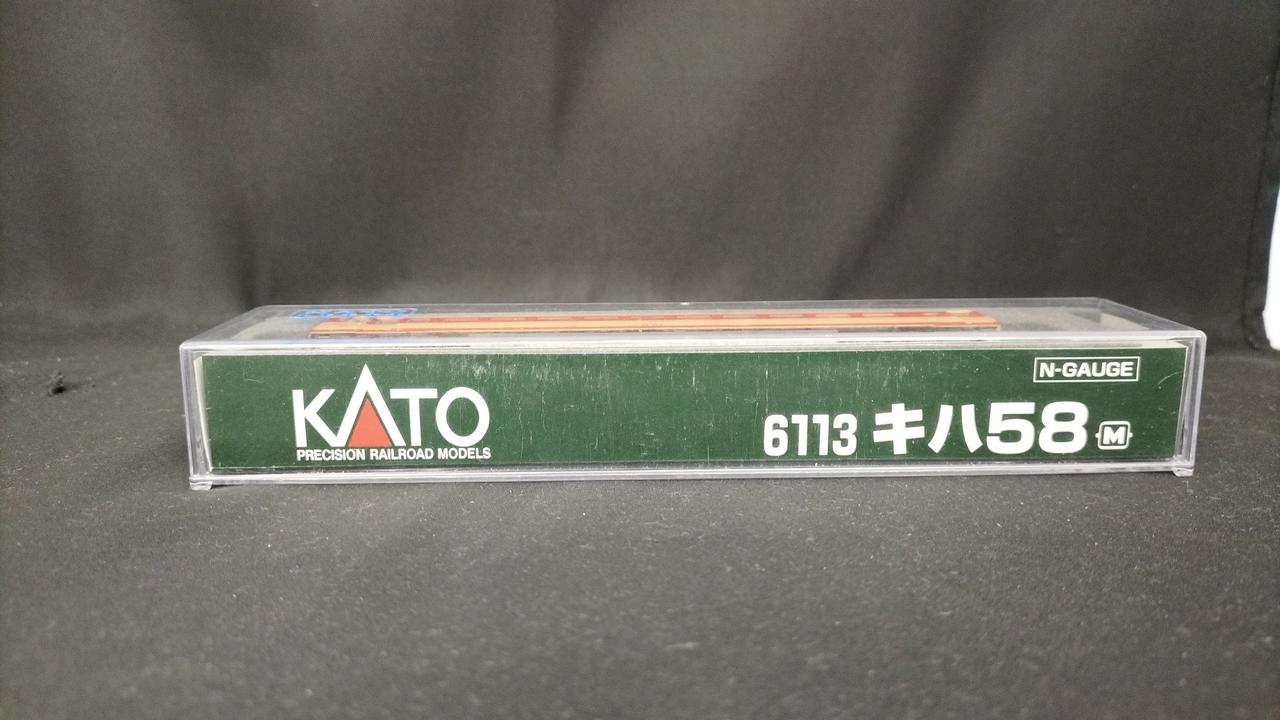 N-GAUGE
KATO
PRECISION RAILROAD MODELS
6113 キハ58 M